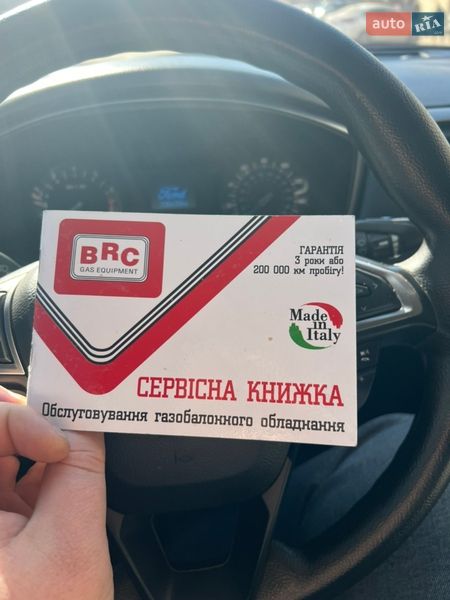 auto RIA
Ford
BRC
GAS EQUIPMENT
ГАРАНТІЯ
3 роки або
200 000 км пробігу!
Made
in
Italy
СЕРВІСНА КНИЖКА
Обслуговування газобалонного обладнання